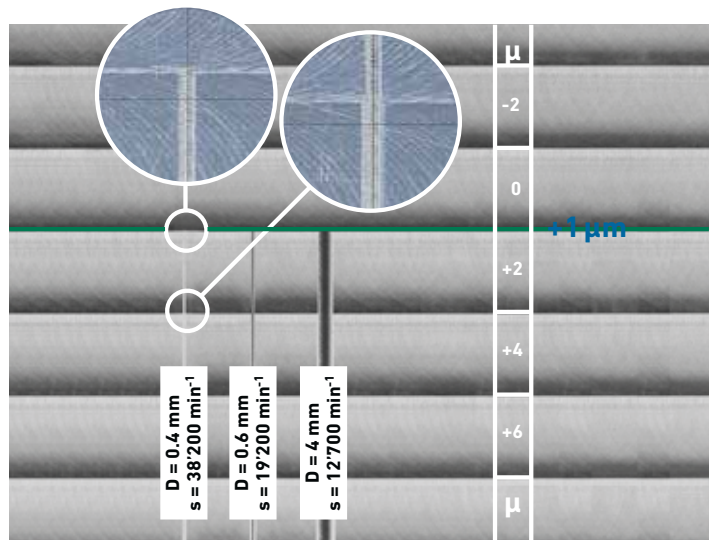 μ
-2
0
+1 μm
+2
+4
+6
μ
D = 0.4 mm
s = 38'200 min⁻¹
D = 0.6 mm
s = 19'200 min⁻¹
D = 4 mm
s = 12'700 min⁻¹